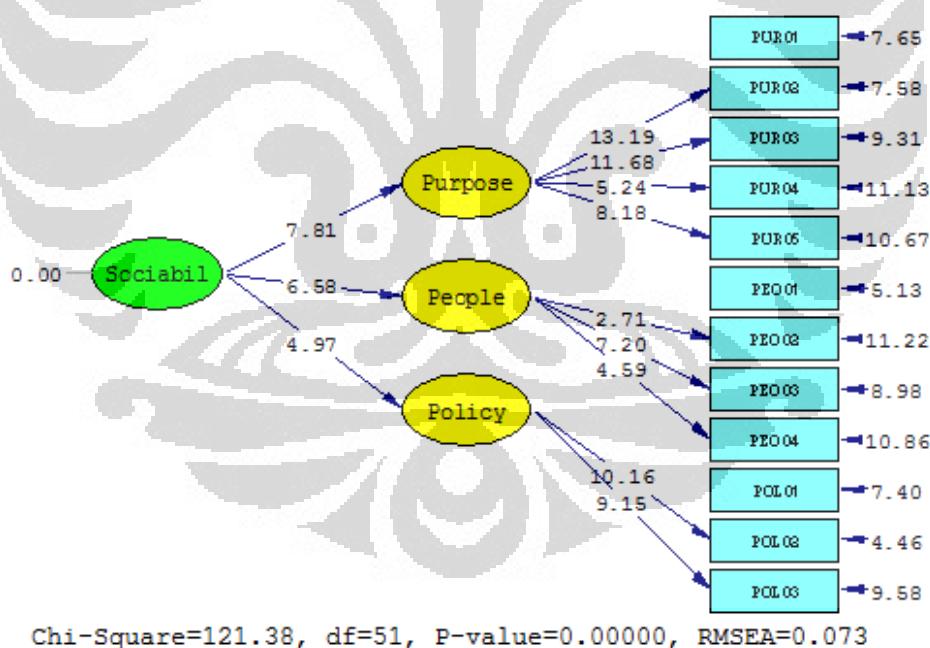 PUR01 7.65
PUR02 7.58
13.19
PUR03 9.31
11.68
Purpose
5.24
PUR04 11.13
8.18
7.81
PUR05 10.67
0.00 Sociabil
6.58
People
PEO01 5.13
2.71
PEO02 11.22
7.20
4.97
4.59
PEO03 8.98
Policy
PEO04 10.86
10.16
POL01 7.40
9.15
POL02 4.46
POL03 9.58
Chi-Square=121.38, df=51, P-value=0.00000, RMSEA=0.073